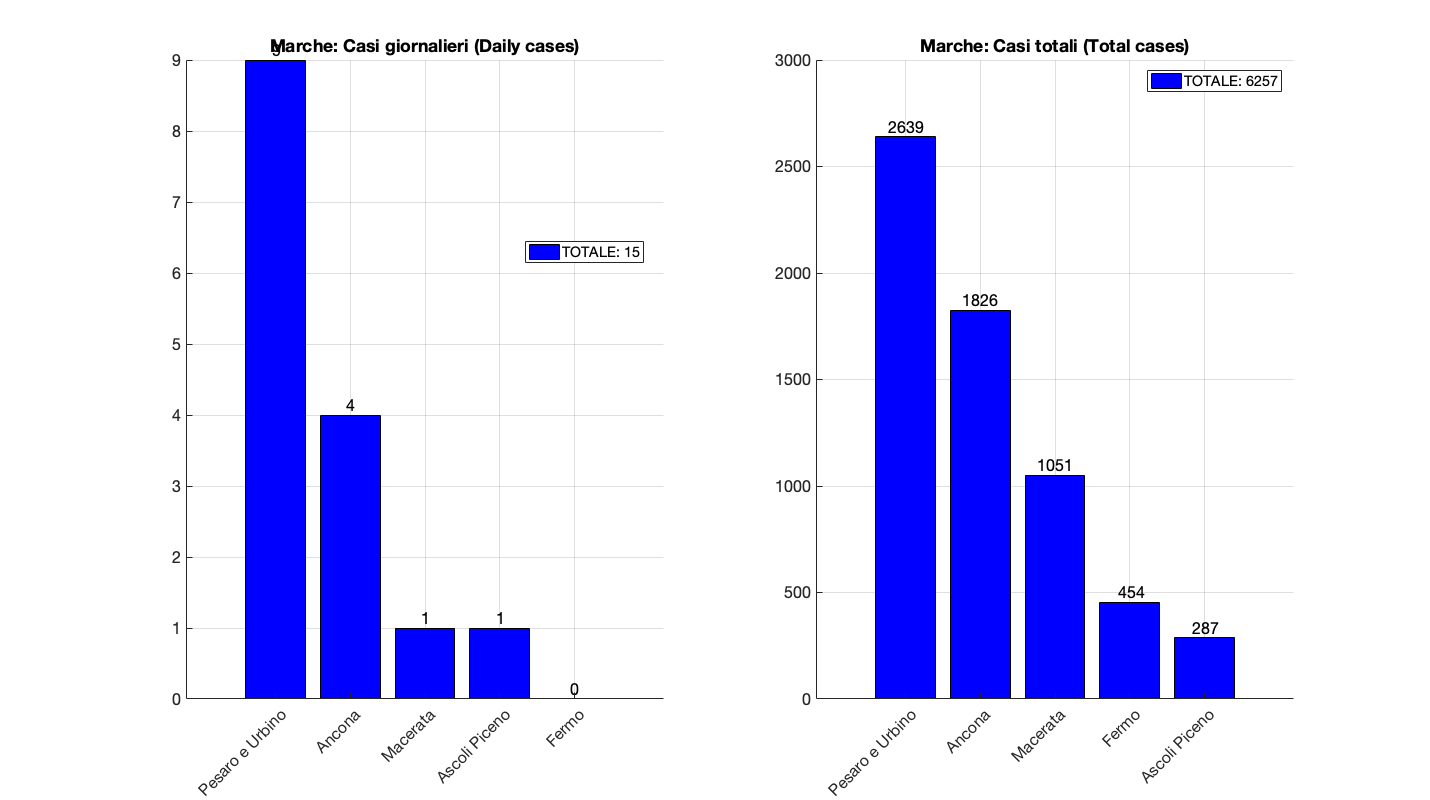 Marche: Casi giornalieri (Daily cases)
9
9
8
7
6
5
4
3
2
1
0
4
1
1
0
TOTALE: 15
Pesaro e Urbino
Ancona
Macerata
Ascoli Piceno
Fermo
Marche: Casi totali (Total cases)
3000
2500
2000
1500
1000
500
0
TOTALE: 6257
2639
1826
1051
454
287
Pesaro e Urbino
Ancona
Macerata
Fermo
Ascoli Piceno